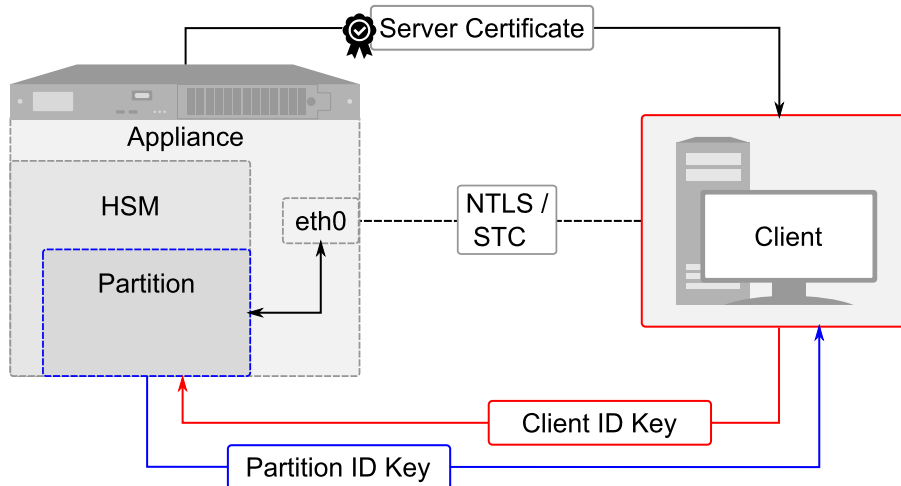 Server Certificate
Appliance
HSM
eth0
NTLS /
STC
Client
Partition
Client ID Key
Partition ID Key